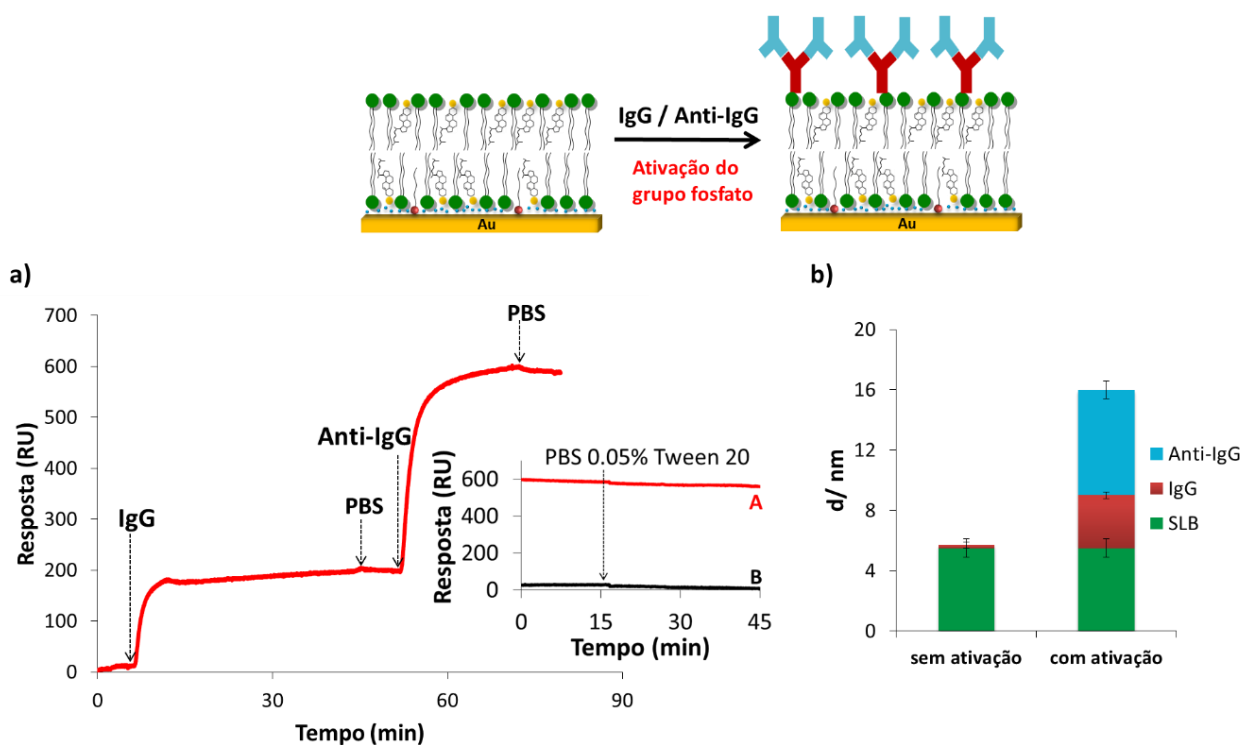 IgG / Anti-IgG
Ativação do
grupo fosfato
Au
Au
a)
b)
700
600
500
400
300
200
100
0
Resposta (RU)
0
30
60
90
Tempo (min)
IgG
PBS
Anti-IgG
PBS
PBS 0.05% Tween 20
600
400
200
0
Resposta (RU)
A
B
0
15
30
45
Tempo (min)
20
16
12
8
4
0
d/ nm
sem ativação
com ativação
Anti-IgG
IgG
SLB